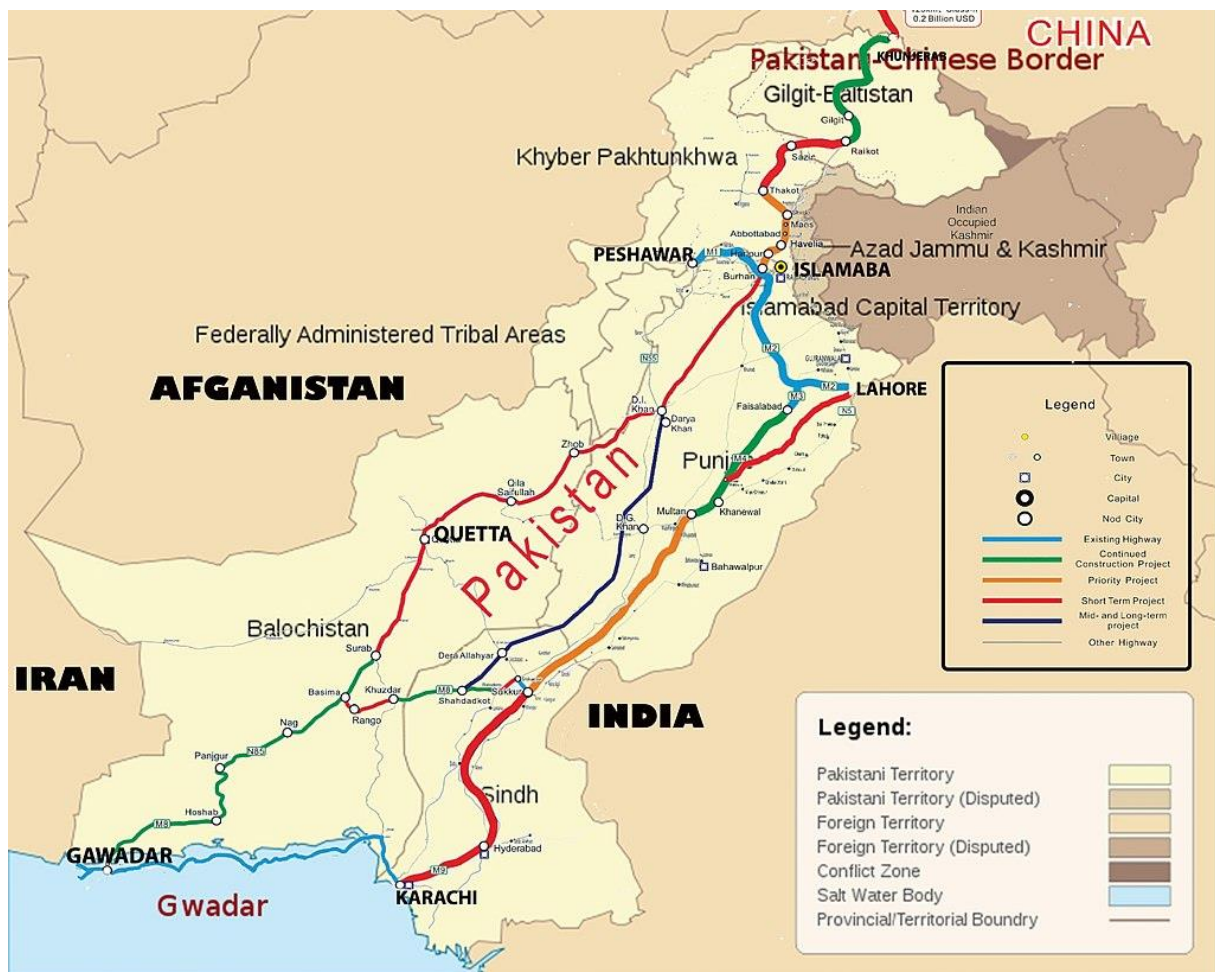 0.2 Billion USD
CHINA
Pakistani-Chinese Border
KHUNJERAB
Gilgit-Baltistan
Gilgit
Khyber Pakhtunkhwa
Sazin
Raikot
Thakot
Indian
Occupied
Kashmir
Abbottabad
Havelia
Azad Jammu & Kashmir
PESHAWAR
M1
Haripur
Burhan
ISLAMABA
Islamabad Capital Territory
Federally Administered Tribal Areas
N55
M2
GUJRANWALA
AFGANISTAN
M2
LAHORE
M3
N5
Faisalabad
D.I.
Khan
Darya
Khan
Zhob
M4
Punj
Pakistan
Qila
Saifullah
Multan
Khanewal
QUETTA
D.G.
Khan
Bahawalpur
Balochistan
Surab
Dera Allahyar
IRAN
Basima
Khuzdar
M8
Shahdadkot
Sukkur
Rango
INDIA
Nag
N85
Panjgur
Sindh
Hoshab
M8
GAWADAR
Hyderabad
M9
KARACHI
Gwadar
Legend
Villiage
Town
City
Capital
Nod City
Existing Highway
Continued
Construction Project
Priority Project
Short Term Project
Mid- and Long-term
project
Other Highway
Legend:
Pakistani Territory
Pakistani Territory (Disputed)
Foreign Territory
Foreign Territory (Disputed)
Conflict Zone
Salt Water Body
Provincial/Territorial Boundry